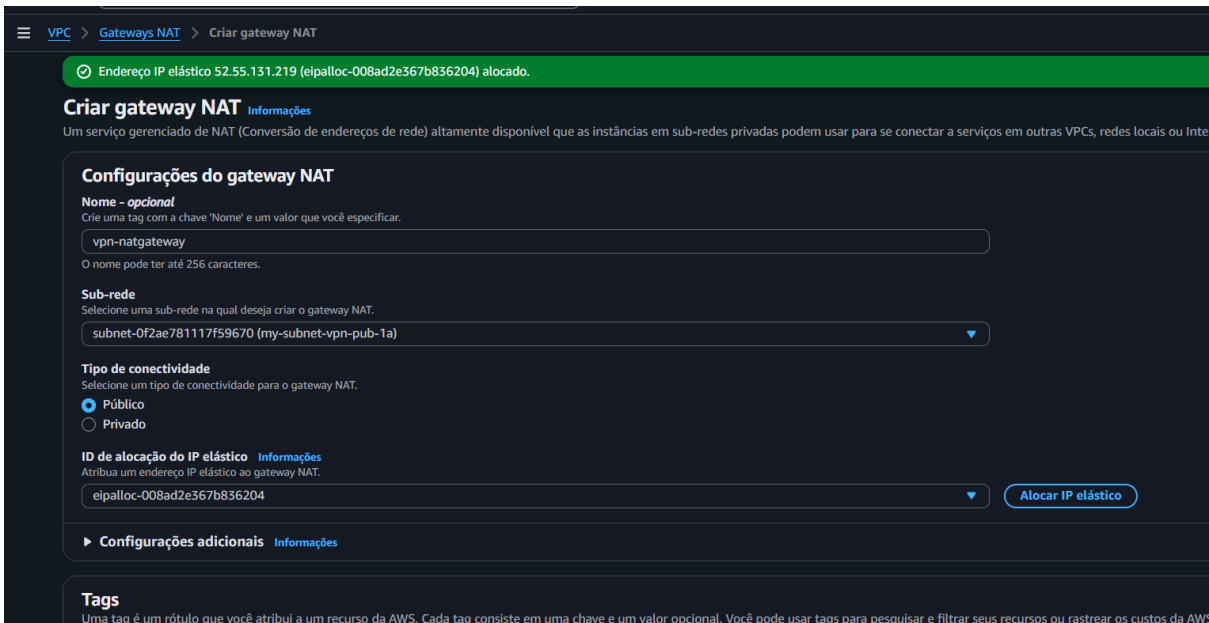 VPC > Gateways NAT > Criar gateway NAT
Endereço IP elástico 52.55.131.219 (eipalloc-008ad2e367b836204) alocado.
Criar gateway NAT Informações
Um serviço gerenciado de NAT (Conversão de endereços de rede) altamente disponível que as instâncias em sub-redes privadas podem usar para se conectar a serviços em outras VPCs, redes locais ou Inte
Configurações do gateway NAT
Nome - opcional
Crie uma tag com a chave 'Nome' e um valor que você especificar.
vpn-natgateway
O nome pode ter até 256 caracteres.
Sub-rede
Selecione uma sub-rede na qual deseja criar o gateway NAT.
subnet-0f2ae781117f59670 (my-subnet-vpn-pub-1a)
Tipo de conectividade
Selecione um tipo de conectividade para o gateway NAT.
Público
Privado
ID de alocação do IP elástico Informações
Atribua um endereço IP elástico ao gateway NAT.
eipalloc-008ad2e367b836204
Alocar IP elástico
Configurações adicionais Informações
Tags
Uma tag é um rótulo que você atribui a um recurso da AWS. Cada tag consiste em uma chave e um valor opcional. Você pode usar tags para pesquisar e filtrar seus recursos ou rastrear os custos da AWS